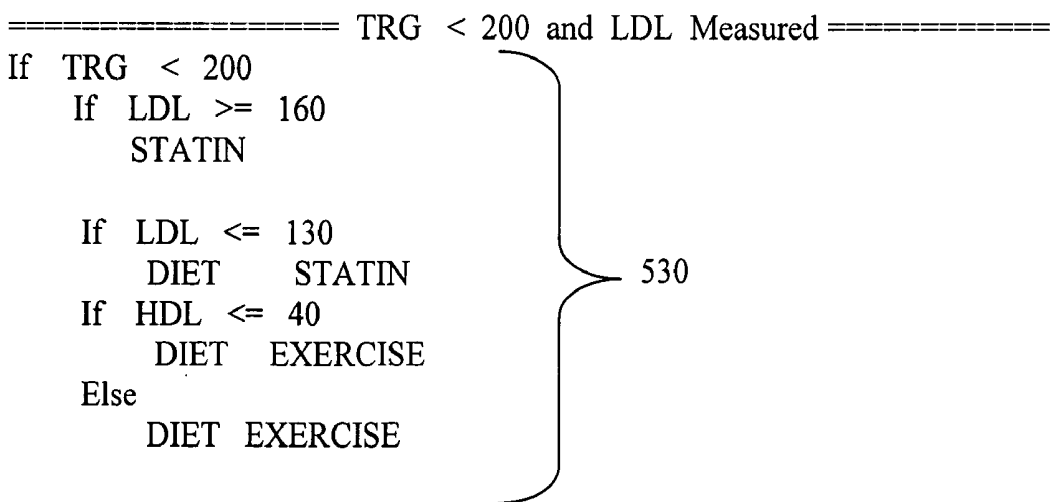 =================== TRG < 200 and LDL Measured =============
If TRG < 200
If LDL >= 160
STATIN
If LDL <= 130
DIET STATIN
530
If HDL <= 40
DIET EXERCISE
Else
DIET EXERCISE